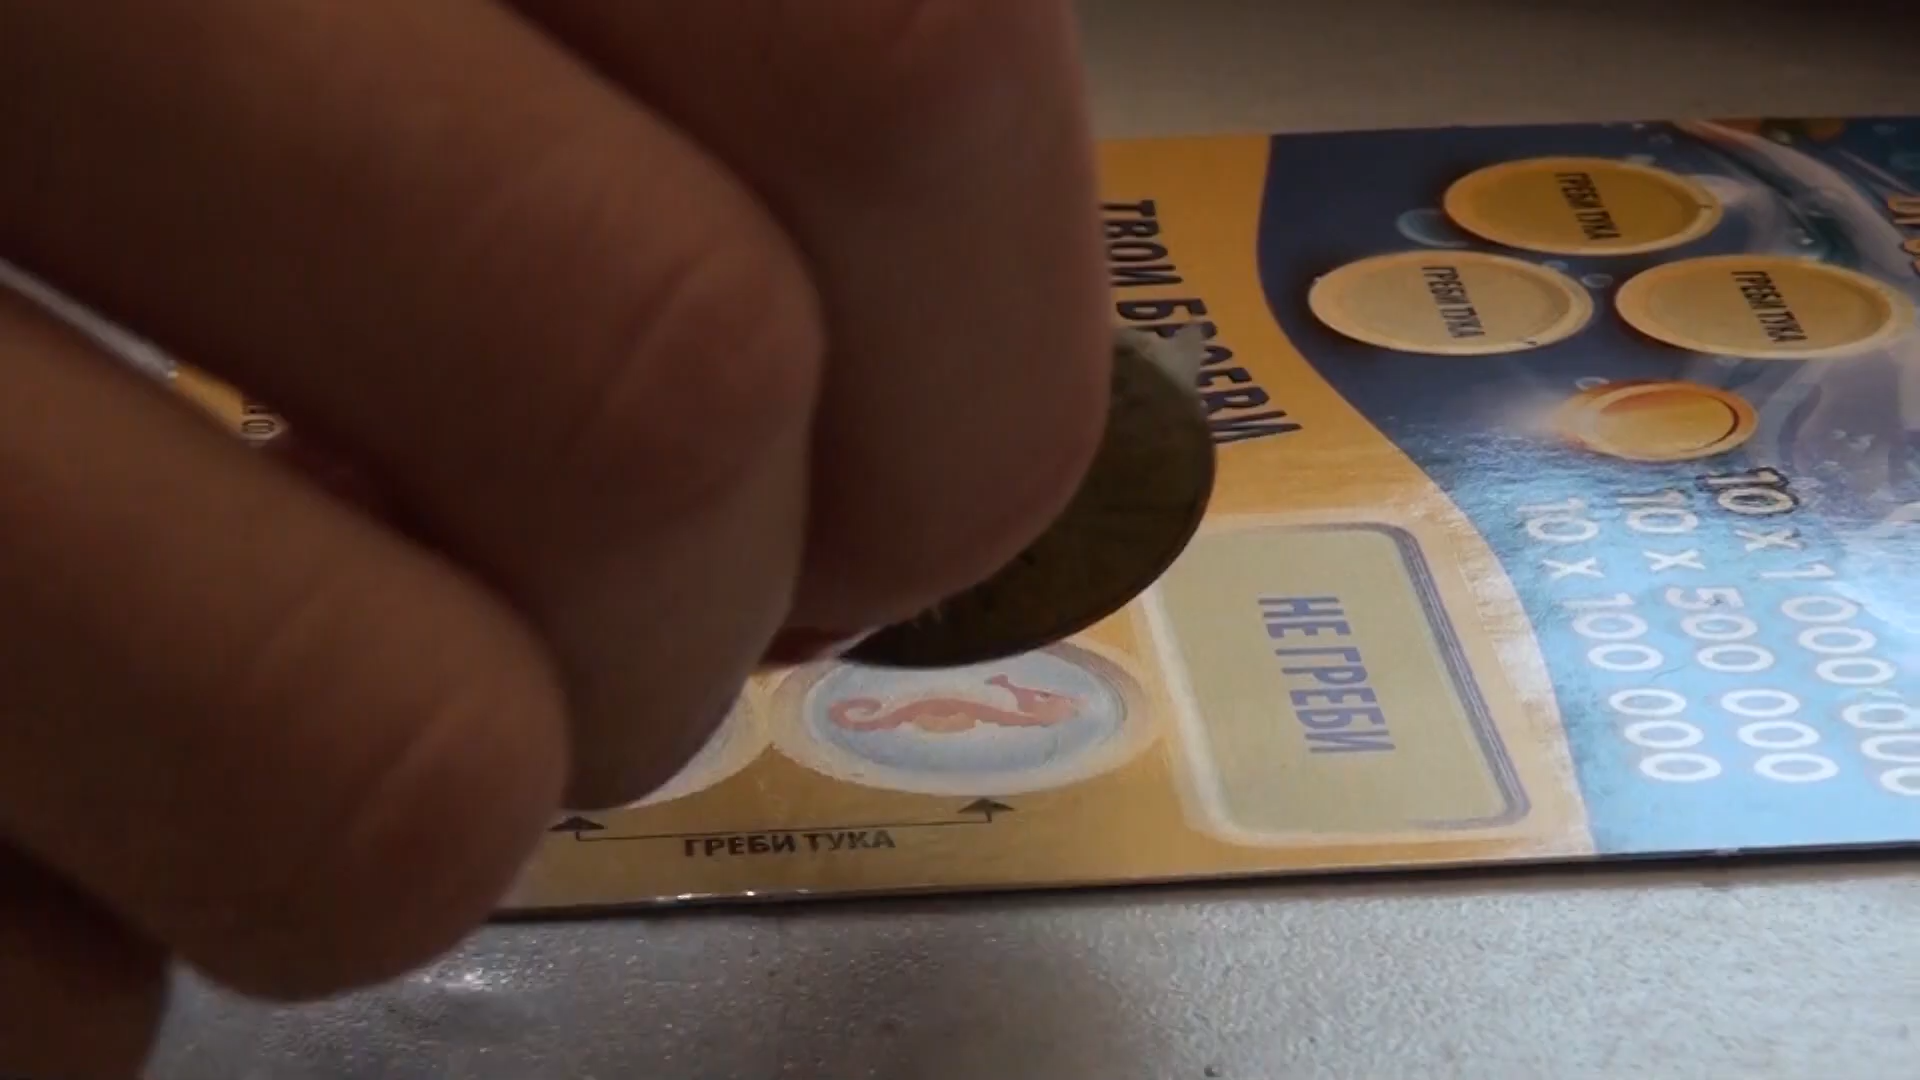 ТВОИ БРОЕВИ
ГРЕБИ ТУКА
ГРЕБИ ТУКА
ГРЕБИ ТУКА
10 x 1 000 000
10 x 500 000
10 x 100 000
НЕ ГРЕБИ
ГРЕБИ ТУКА